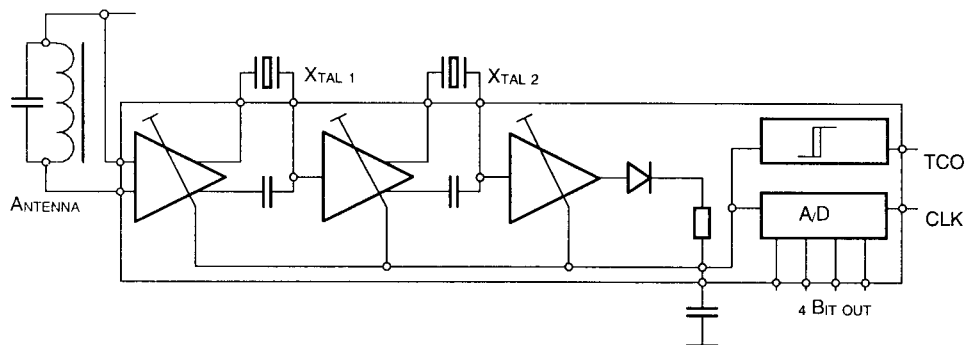 XTAL 1
XTAL 2
ANTENNA
TCO
A/D
CLK
4 BIT OUT